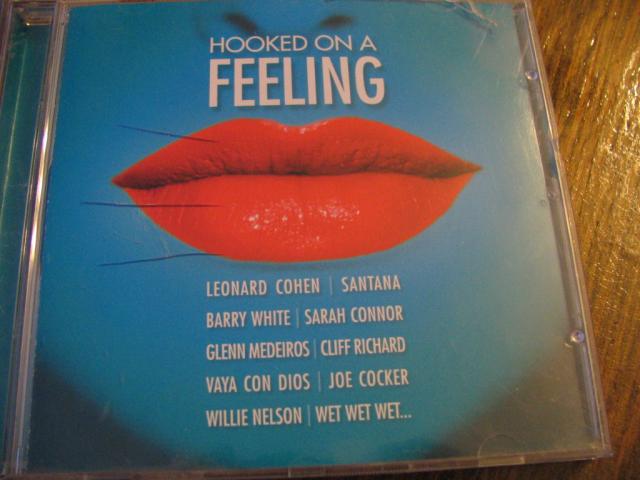 HOOKED ON A
FEELING
LEONARD COHEN | SANTANA
BARRY WHITE | SARAH CONNOR
GLENN MEDEIROS | CLIFF RICHARD
VAYA CON DIOS | JOE COCKER
WILLIE NELSON | WET WET WET...